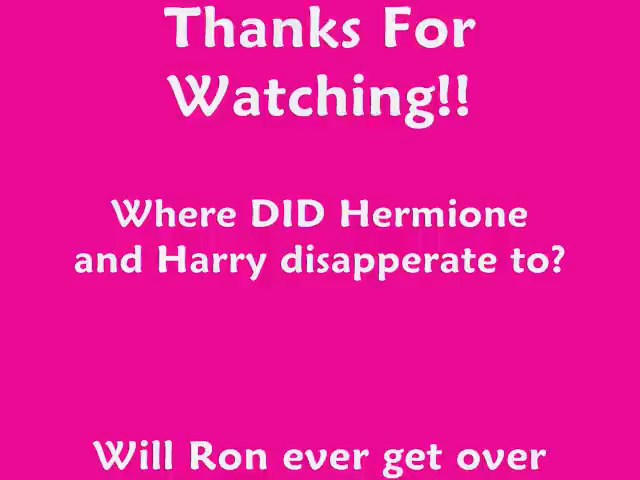 Thanks For
Watching!!
Where DID Hermione
and Harry disapperate to?
Will Ron ever get over